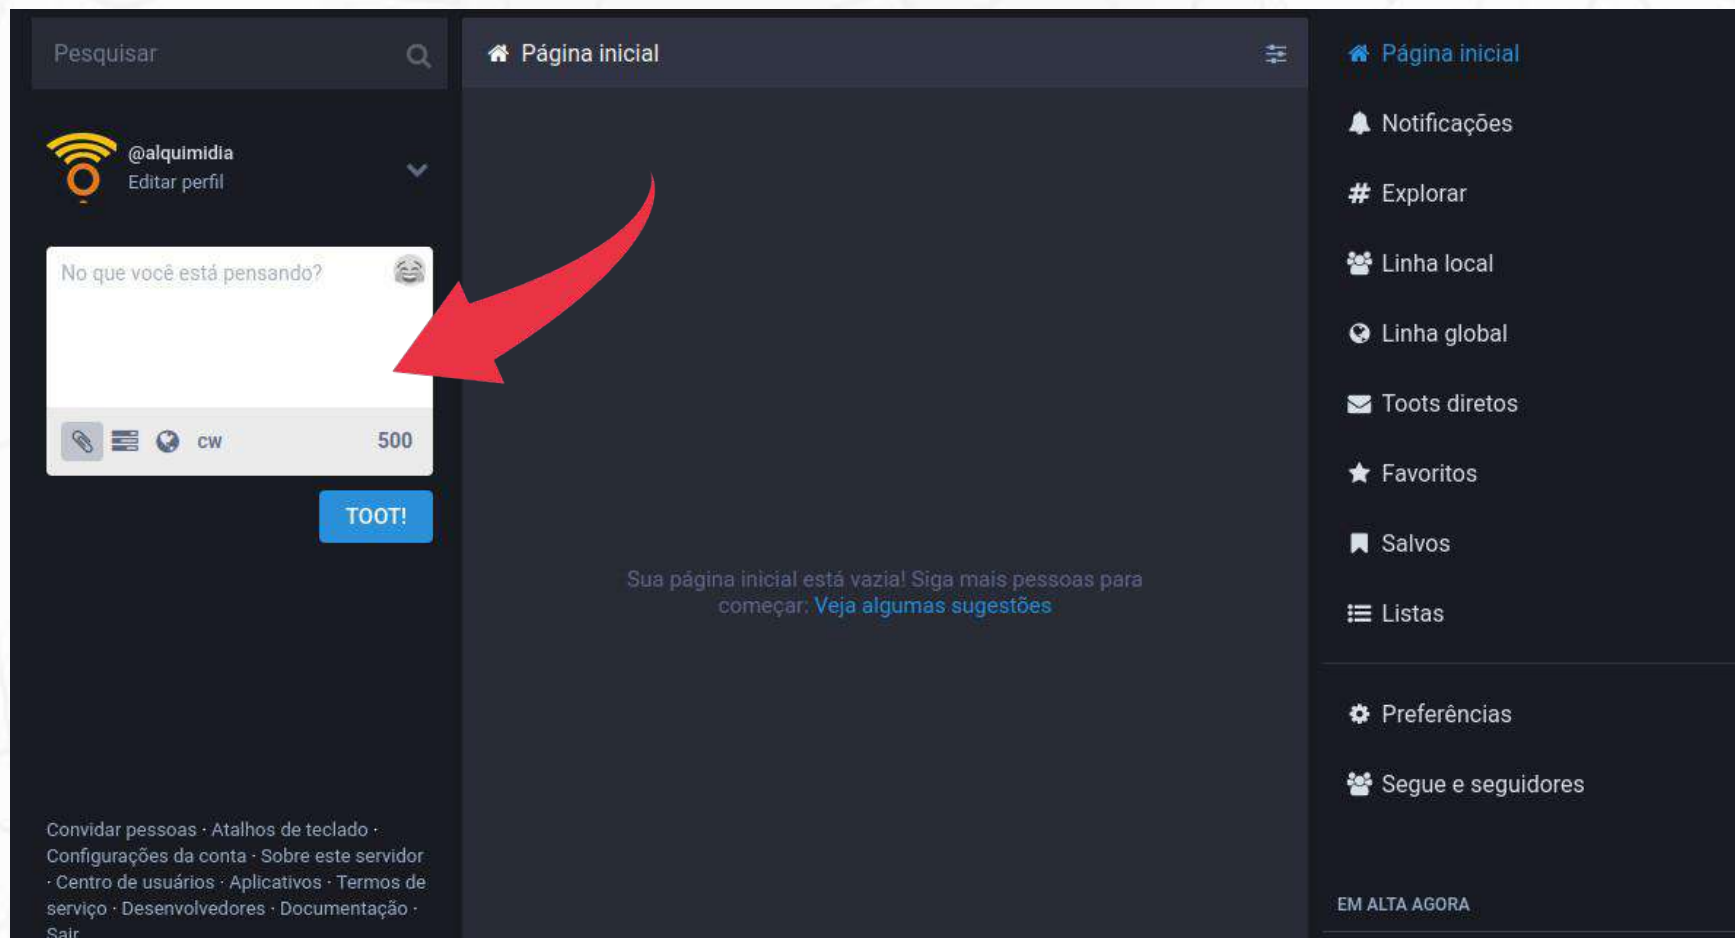 Pesquisar
@alquimidia
Editar perfil
No que você está pensando?
cw
500
TOOT!
Convidar pessoas · Atalhos de teclado ·
Configurações da conta · Sobre este servidor
· Centro de usuários · Aplicativos · Termos de
serviço · Desenvolvedores · Documentação ·
Sair
Página inicial
Sua página inicial está vazia! Siga mais pessoas para
começar: Veja algumas sugestões
Página inicial
Notificações
# Explorar
Linha local
Linha global
Toots diretos
Favoritos
Salvos
Listas
Preferências
Segue e seguidores
EM ALTA AGORA